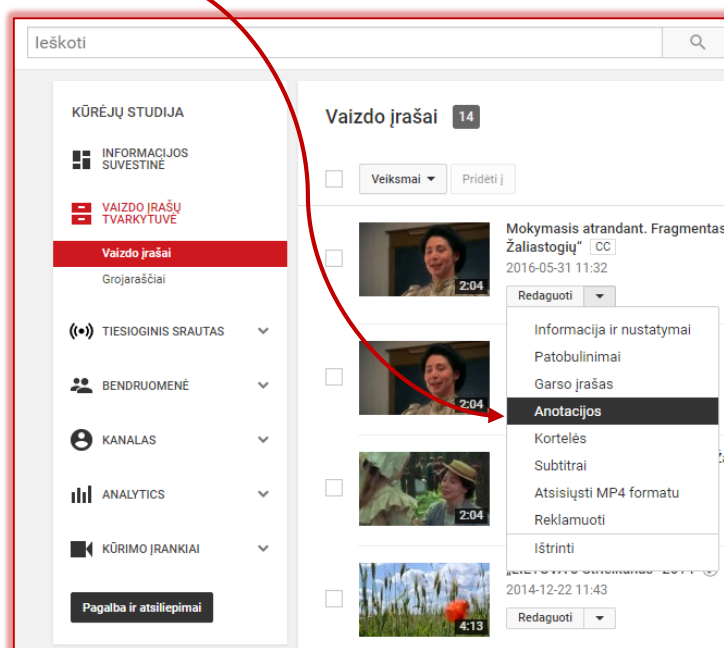 Ieškoti
KŪRĖJŲ STUDIJA
INFORMACIJOS
SUVESTINĖ
VAIZDO ĮRAŠŲ
TVARKYTUVĖ
Vaizdo įrašai
Grojaraščiai
TIESIOGINIS SRAUTAS
BENDRUOMENĖ
KANALAS
ANALYTICS
KŪRIMO ĮRANKIAI
Pagalba ir atsiliepimai
Vaizdo įrašai 14
Veiksmai
Pridėti į
2:04
Mokymasis atrandant. Fragmentas
Žaliastogių“ CC
2016-05-31 11:32
Redaguoti
Informacija ir nustatymai
Patobulinimai
Garso įrašas
Anotacijos
Kortelės
Subtitrai
Atsisiųsti MP4 formatu
Reklamuoti
Ištrinti
2:04
2:04
4:13
2014-12-22 11:43
Redaguoti